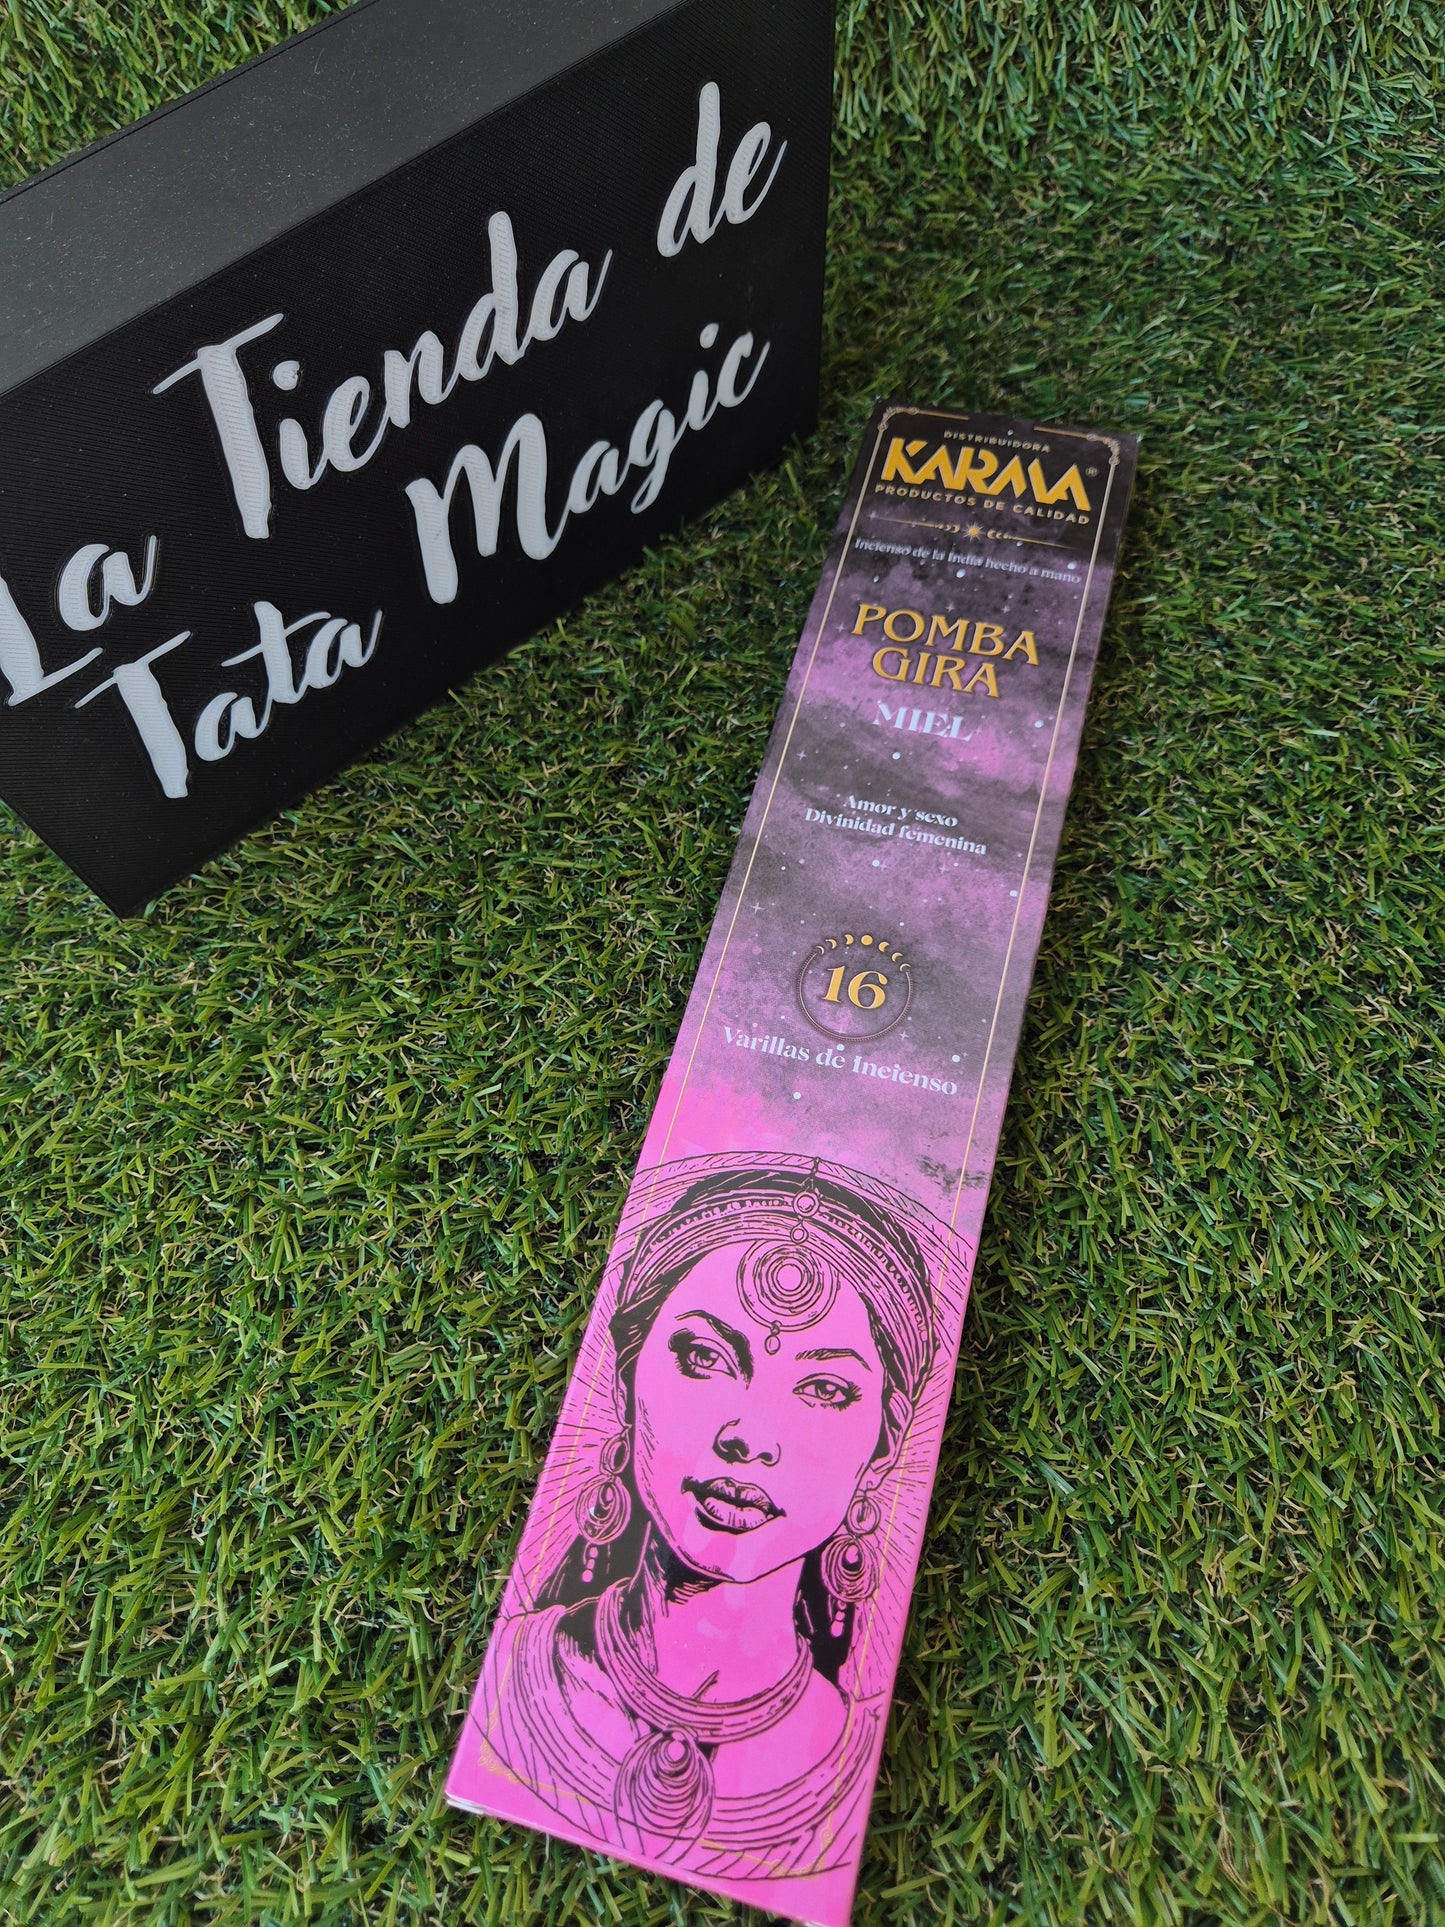 La Tienda de
Tata Magic
DISTRIBUIDORA
KARMA®
PRODUCTOS DE CALIDAD
Incienso de la India hecho a mano
POMBA
GIRA
MIEL
Amor y sexo
Divinidad femenina
16
Varillas de Incienso